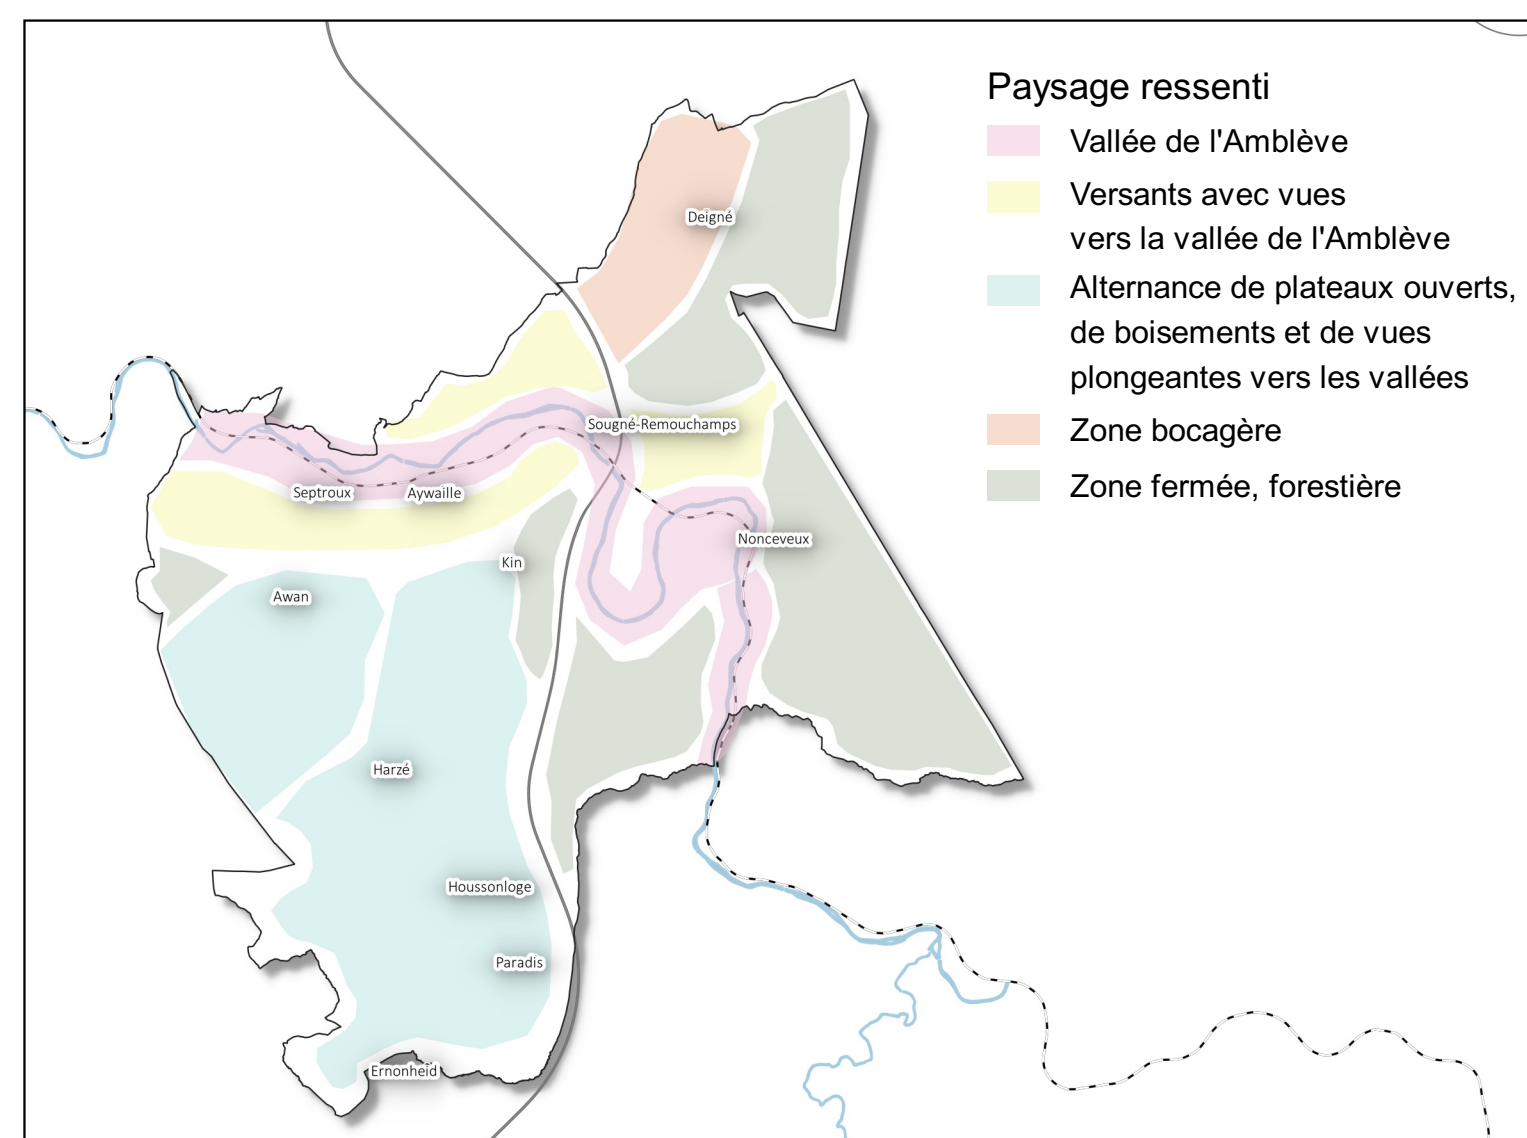 Paysage ressenti
Vallée de l'Amblève
Versants avec vues
vers la vallée de l'Amblève
Alternance de plateaux ouverts,
de boisements et de vues
plongeantes vers les vallées
Zone bocagère
Zone fermée, forestière
Deigné
Sougné-Remouchamps
Septroux
Aywaille
Nonceveux
Kin
Awan
Harzé
Houssonloge
Paradis
Ernonheid